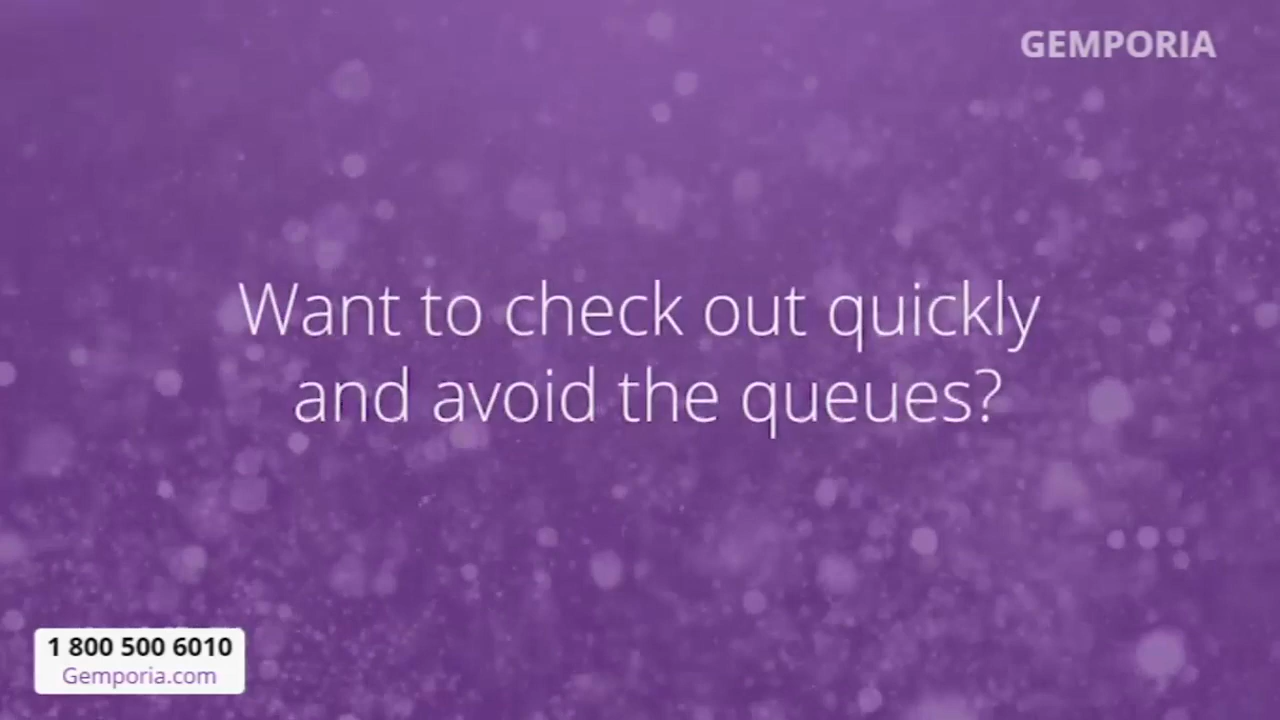 GEMPORIA
Want to check out quickly
and avoid the queues?
1 800 500 6010
Gemporia.com